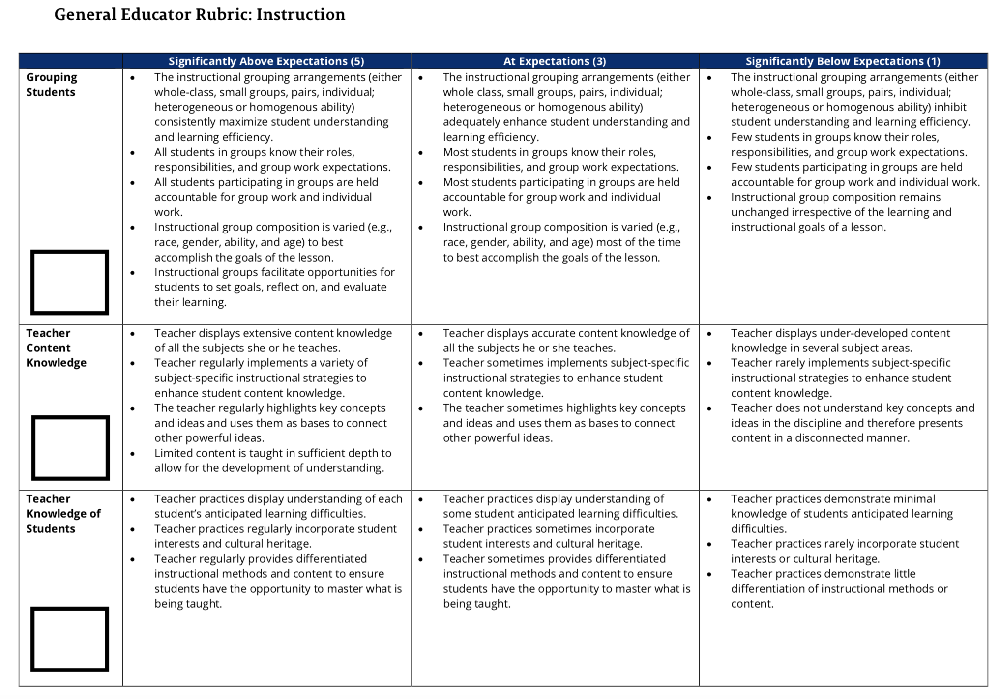 General Educator Rubric: Instruction
Significantly Above Expectations (5)
At Expectations (3)
Significantly Below Expectations (1)
Grouping
Students
• The instructional grouping arrangements (either
whole-class, small groups, pairs, individual;
heterogeneous or homogenous ability)
consistently maximize student understanding
and learning efficiency.
• All students in groups know their roles,
responsibilities, and group work expectations.
• All students participating in groups are held
accountable for group work and individual
work.
• Instructional group composition is varied (e.g.,
race, gender, ability, and age) to best
accomplish the goals of the lesson.
• Instructional groups facilitate opportunities for
students to set goals, reflect on, and evaluate
their learning.
• The instructional grouping arrangements (either
whole class, small groups, pairs, individual;
heterogeneous or homogenous ability)
adequately enhance student understanding and
learning efficiency.
• Most students in groups know their roles,
responsibilities, and group work expectations.
• Most students participating in groups are held
accountable for group work and individual
work.
• Instructional group composition is varied (e.g.,
race, gender, ability, and age) most of the time
to best accomplish the goals of the lesson.
• The instructional grouping arrangements (either
whole-class, small groups, pairs, individual;
heterogeneous or homogenous ability) inhibit
student understanding and learning efficiency.
• Few students in groups know their roles,
responsibilities, and group work expectations.
• Few students participating in groups are held
accountable for group work and individual work.
• Instructional group composition remains
unchanged irrespective of the learning and
instructional goals of a lesson.
Teacher
Content
Knowledge
• Teacher displays extensive content knowledge
of all the subjects she or he teaches.
• Teacher regularly implements a variety of
subject-specific instructional strategies to
enhance student content knowledge.
• The teacher regularly highlights key concepts
and ideas and uses them as bases to connect
other powerful ideas.
• Limited content is taught in sufficient depth to
allow for the development of understanding.
• Teacher displays accurate content knowledge of
all the subjects he or she teaches.
• Teacher sometimes implements subject-specific
instructional strategies to enhance student
content knowledge.
• The teacher sometimes highlights key concepts
and ideas and uses them as bases to connect
other powerful ideas.
• Teacher displays under-developed content
knowledge in several subject areas.
• Teacher rarely implements subject-specific
instructional strategies to enhance student
content knowledge.
• Teacher does not understand key concepts and
ideas in the discipline and therefore presents
content in a disconnected manner.
Teacher
Knowledge of
Students
• Teacher practices display understanding of each
student’s anticipated learning difficulties.
• Teacher practices regularly incorporate student
interests and cultural heritage.
• Teacher regularly provides differentiated
instructional methods and content to ensure
students have the opportunity to master what is
being taught.
• Teacher practices display understanding of
some student anticipated learning difficulties.
• Teacher practices sometimes incorporate
student interests and cultural heritage.
• Teacher sometimes provides differentiated
instructional methods and content to ensure
students have the opportunity to master what is
being taught.
• Teacher practices demonstrate minimal
knowledge of students anticipated learning
difficulties.
• Teacher practices rarely incorporate student
interests or cultural heritage.
• Teacher practices demonstrate little
differentiation of instructional methods or
content.